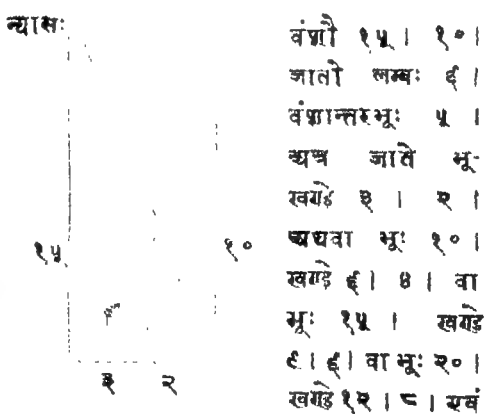 न्यासः
१५
१०
६
३ २
वंशौ १५ । १० ।
जातो लम्बः ६ ।
वंशान्तरभूः ५ ।
अत्र जाते भू-
खण्डे ३ । २ ।
अथवा भूः १० ।
खण्डे ६ । ४ । वा
भूः १५ । खण्डे
९ । ६ । वा भूः २० ।
खण्डे १२ । ८ । एवं